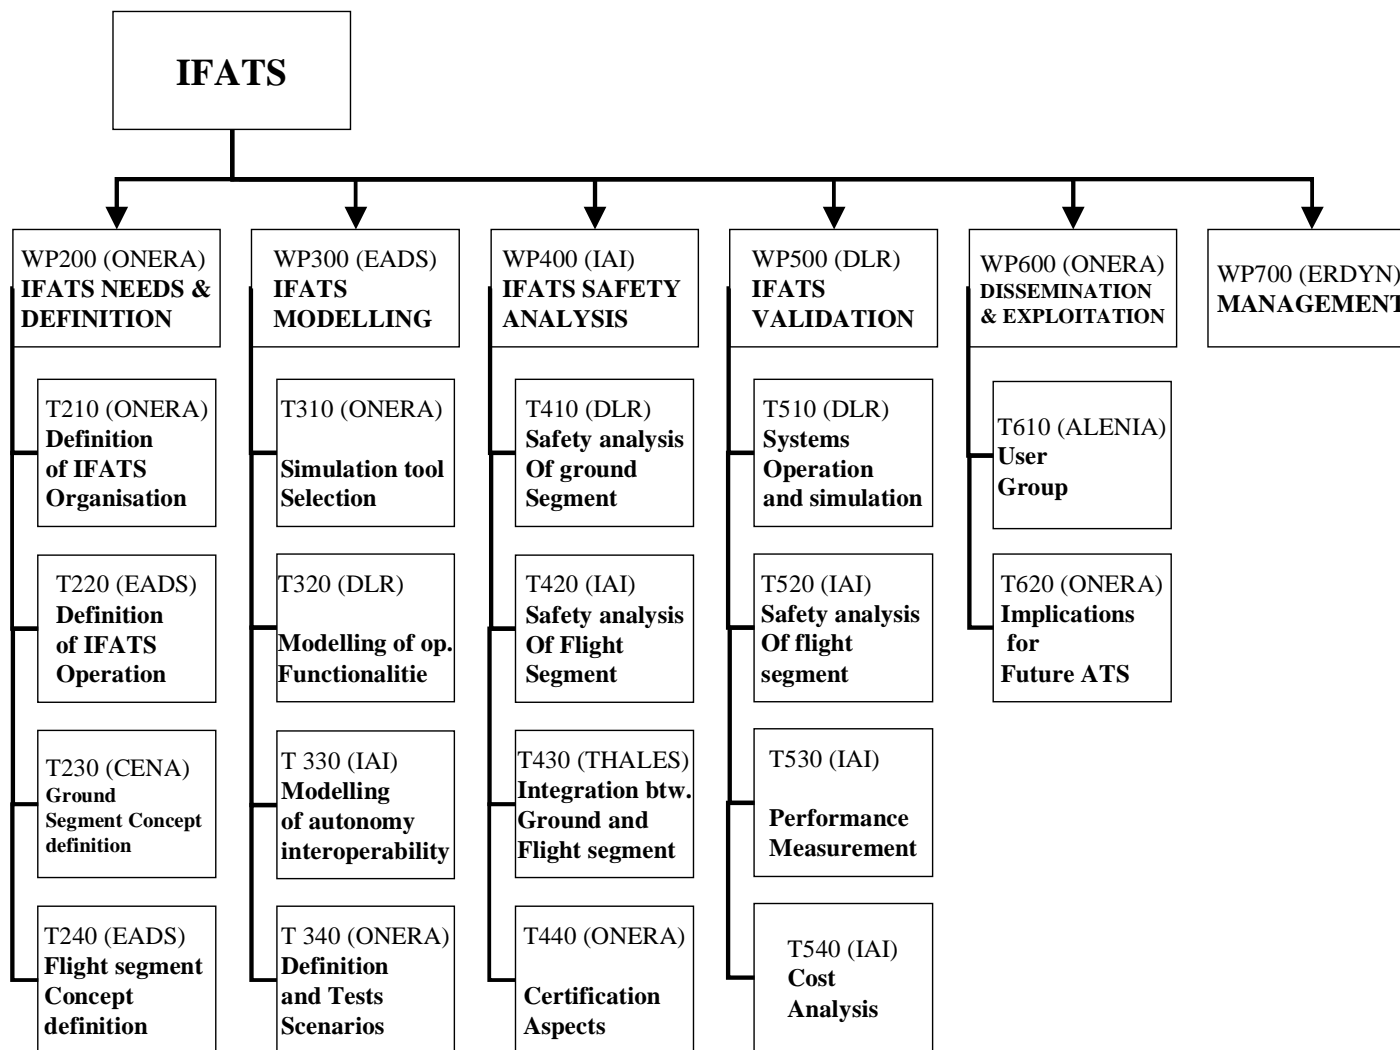 IFATS
WP200 (ONERA)
IFATS NEEDS &
DEFINITION
T210 (ONERA)
Definition
of IFATS
Organisation
T220 (EADS)
Definition
of IFATS
Operation
T230 (CENA)
Ground
Segment Concept
definition
T240 (EADS)
Flight segment
Concept
definition
WP300 (EADS)
IFATS
MODELLING
T310 (ONERA)
Simulation tool
Selection
T320 (DLR)
Modelling of op.
Functionalitie
T 330 (IAI)
Modelling
of autonomy
interoperability
T 340 (ONERA)
Definition
and Tests
Scenarios
WP400 (IAI)
IFATS SAFETY
ANALYSIS
T410 (DLR)
Safety analysis
Of ground
Segment
T420 (IAI)
Safety analysis
Of Flight
Segment
T430 (THALES)
Integration btw.
Ground and
Flight segment
T440 (ONERA)
Certification
Aspects
WP500 (DLR)
IFATS
VALIDATION
T510 (DLR)
Systems
Operation
and simulation
T520 (IAI)
Safety analysis
Of flight
segment
T530 (IAI)
Performance
Measurement
T540 (IAI)
Cost
Analysis
WP600 (ONERA)
DISSEMINATION
& EXPLOITATION
T610 (ALENIA)
User
Group
T620 (ONERA)
Implications
for
Future ATS
WP700 (ERDYN)
MANAGEMENT